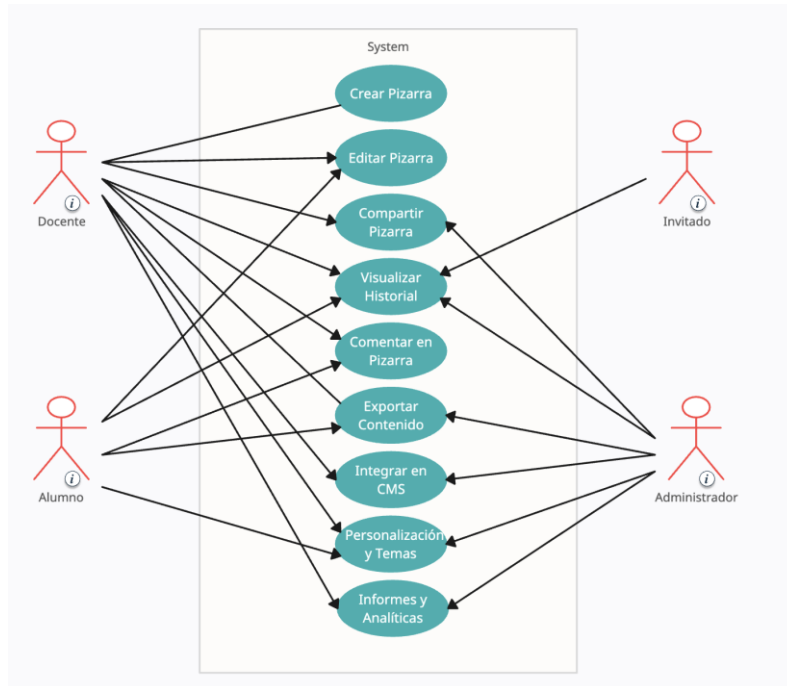 System
Crear Pizarra
Editar Pizarra
Compartir
Pizarra
Visualizar
Historial
Comentar en
Pizarra
Exportar
Contenido
Integrar en
CMS
Personalización
y Temas
Informes y
Analíticas
i
Docente
i
Alumno
i
Invitado
i
Administrador